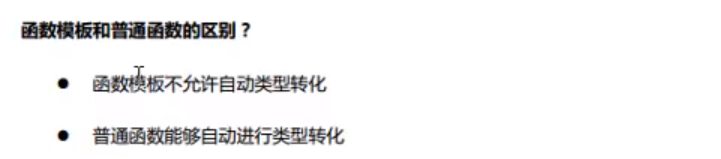 函数模板和普通函数的区别？
● 函数模板不允许自动类型转化
● 普通函数能够自动进行类型转化